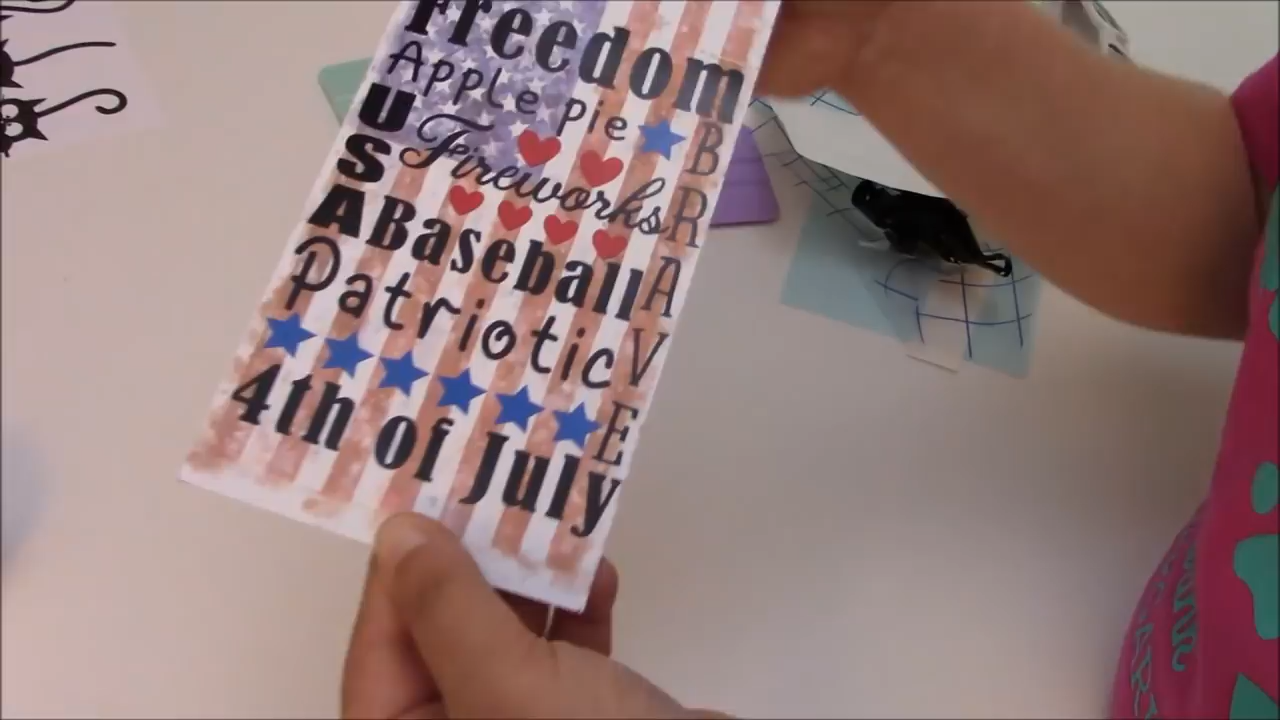 Freedom
Apple pie
USA
Fireworks
BRAVE
Baseball
Patriotic
4th of July